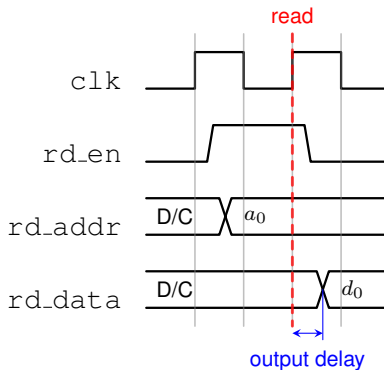 read
clk
rd_en
rd_addr D/C a0
rd_data D/C d0
output delay